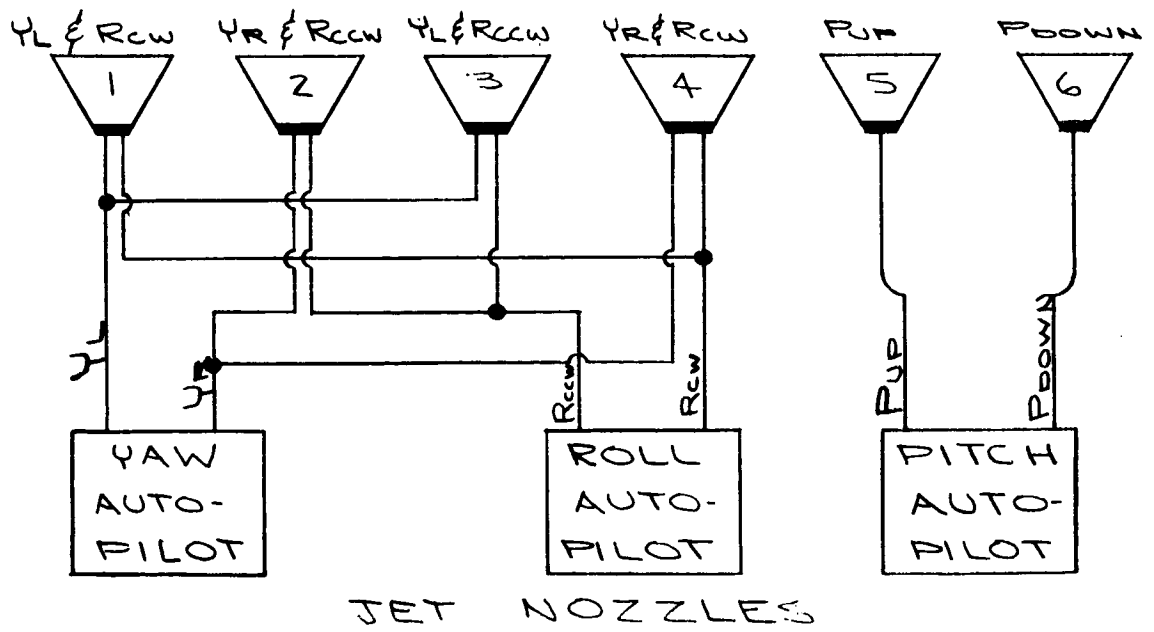 YL & RCW YR & RCCW YL & RCCW YR & RCW PUP PDOWN
1 2 3 4 5 6
YL YR RCCW RCW PUP PDOWN
YAW ROLL PITCH
AUTO- AUTO- AUTO-
PILOT PILOT PILOT
JET NOZZLES